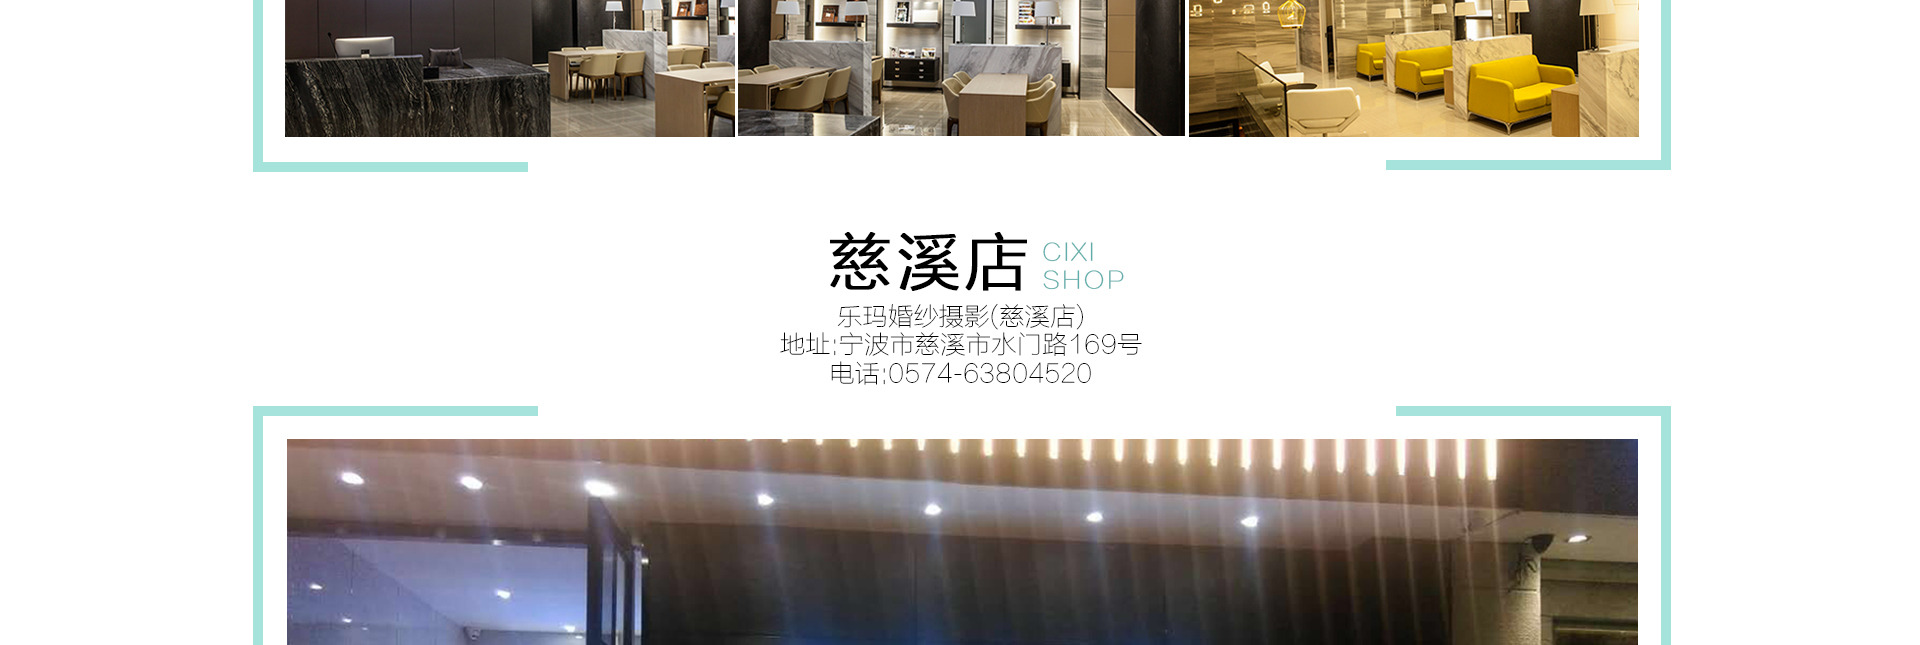 慈溪店 CIXI
SHOP
乐玛婚纱摄影(慈溪店)
地址:宁波市慈溪市水门路169号
电话:0574-63804520